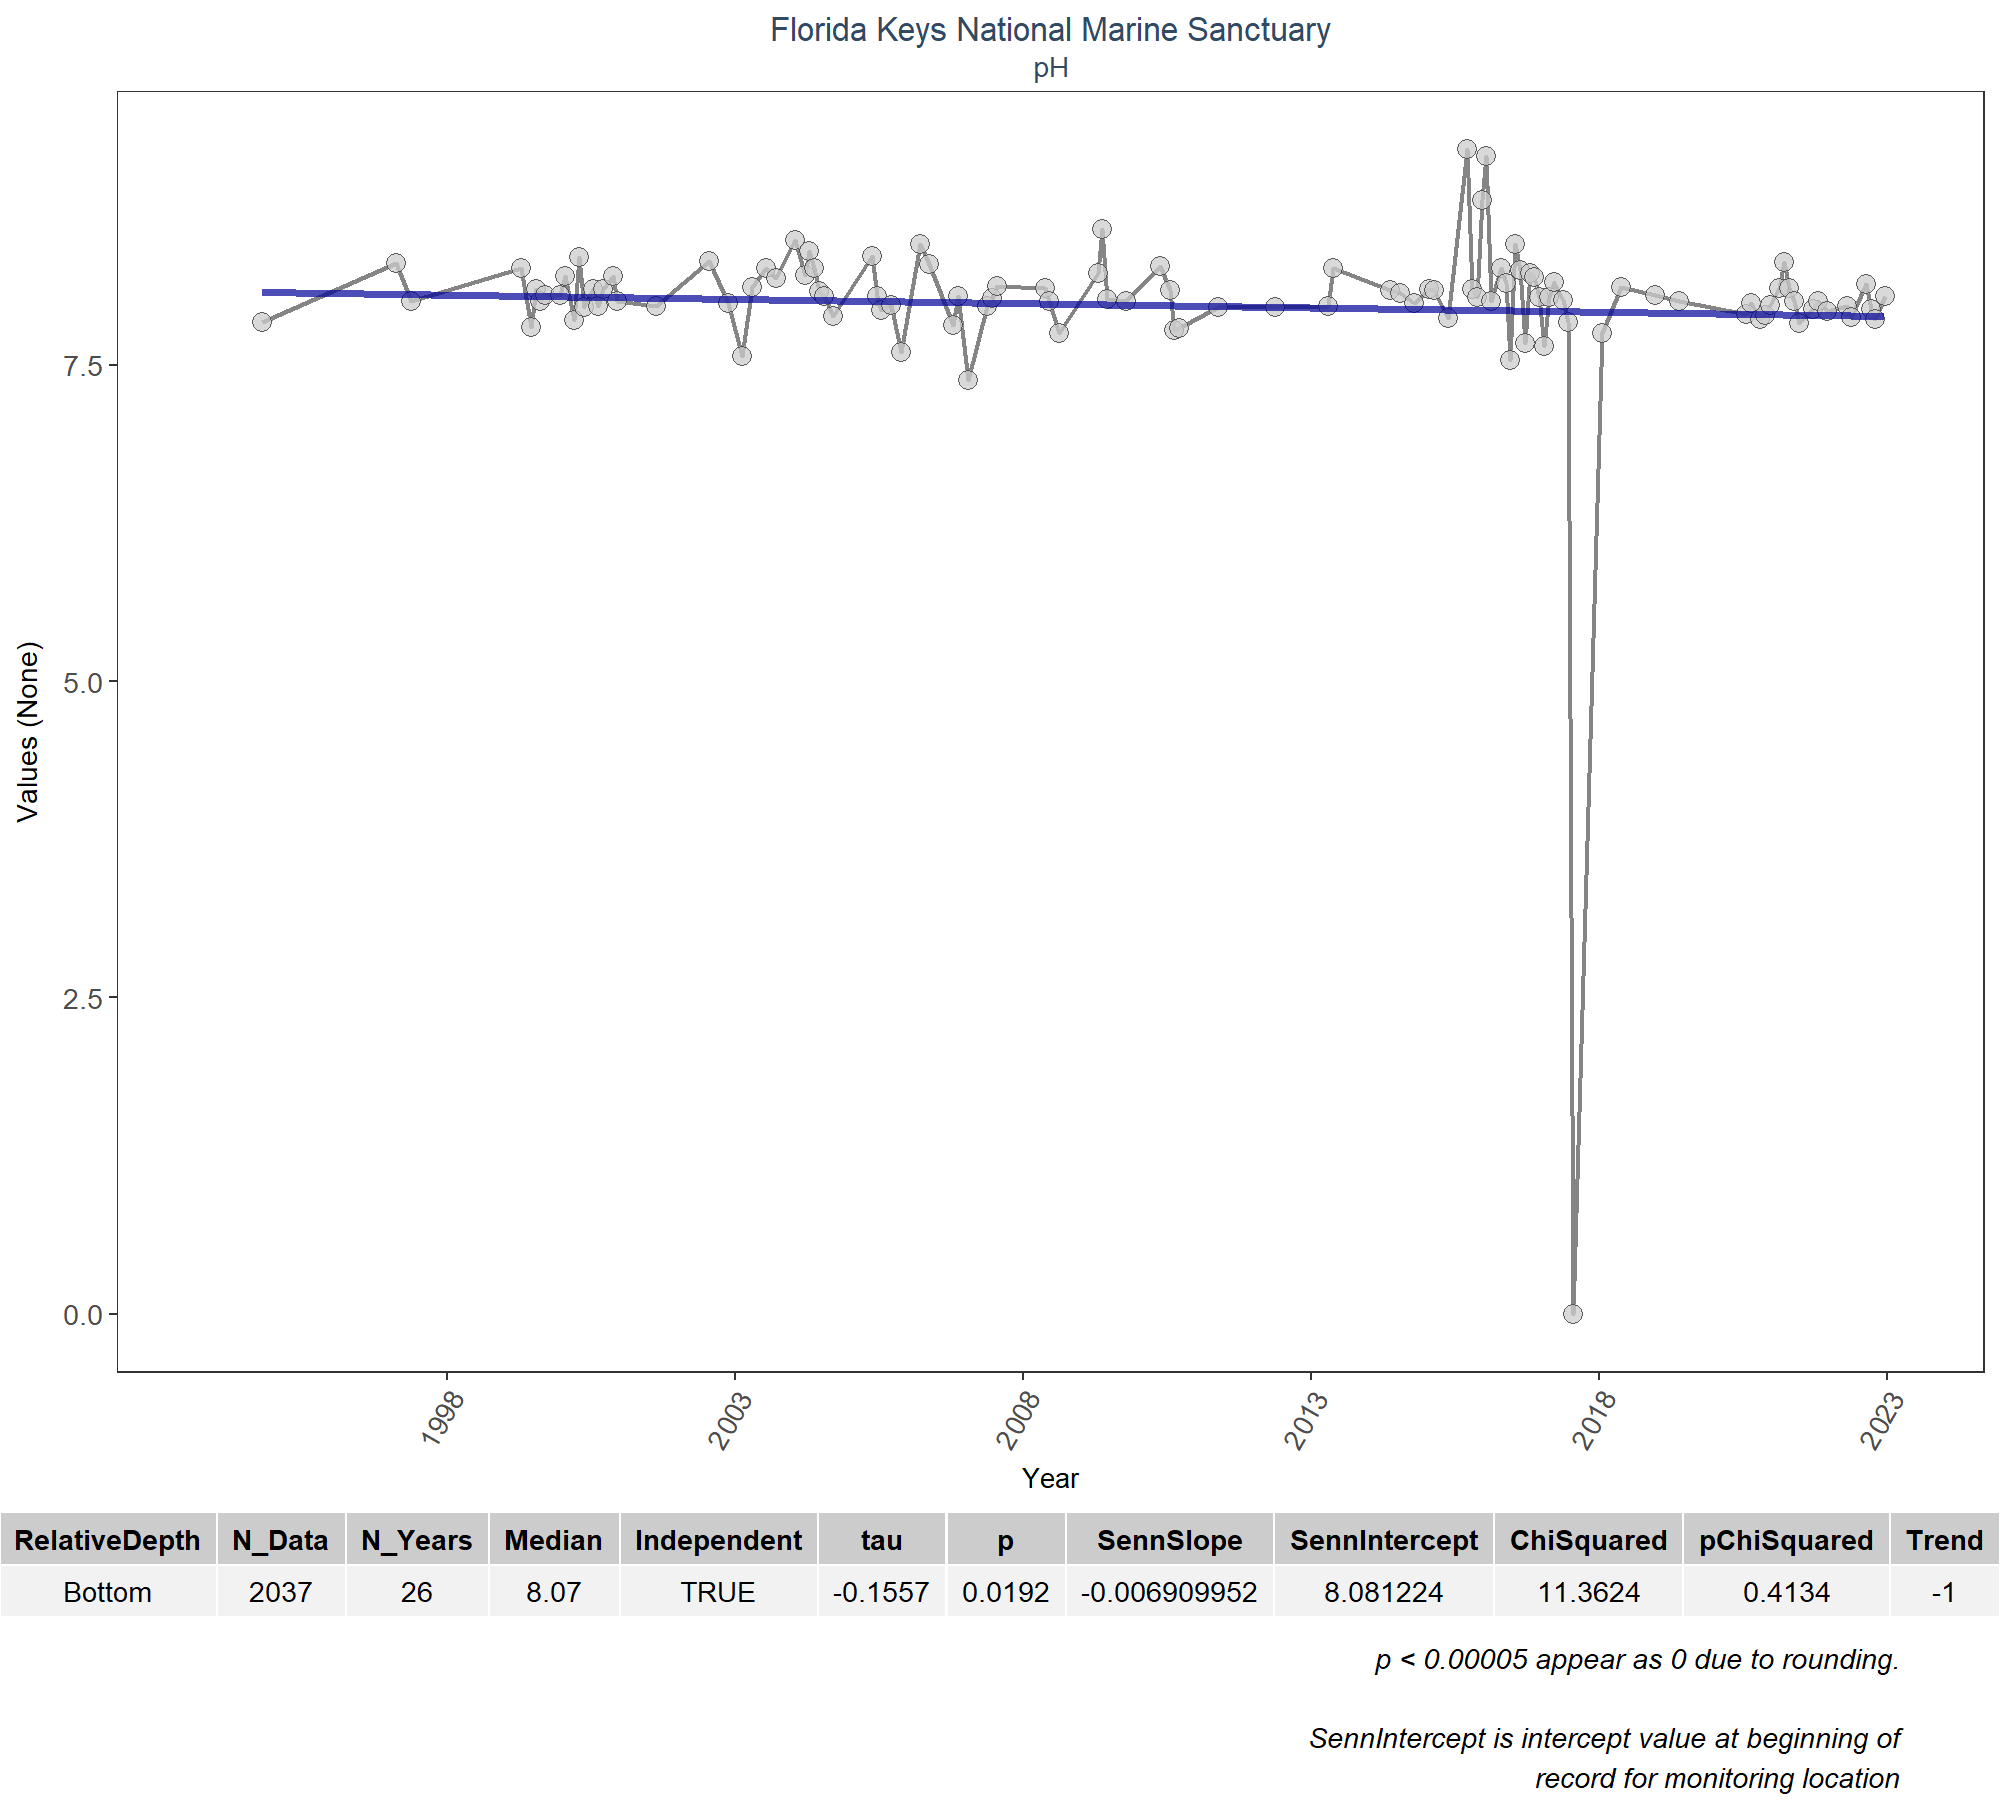 Florida Keys National Marine Sanctuary
pH
Values (None)
7.5
5.0
2.5
0.0
1998 2003 2008 2013 2018 2023
Year
RelativeDepth N_Data N_Years Median Independent tau p SennSlope SennIntercept ChiSquared pChiSquared Trend
Bottom 2037 26 8.07 TRUE -0.1557 0.0192 -0.006909952 8.081224 11.3624 0.4134 -1
p < 0.00005 appear as 0 due to rounding.
SennIntercept is intercept value at beginning of
record for monitoring location